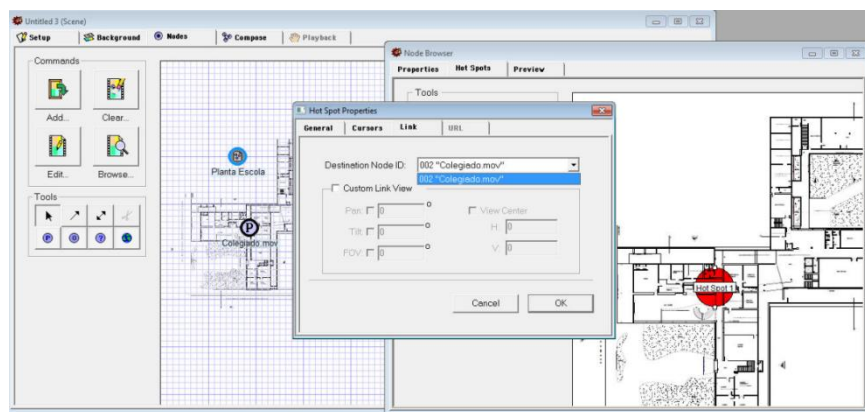 Untitled 3 (Scene)
Setup Background Nodes Compose Playback
Commands
Add... Clear...
Edit... Browse...
Tools
Planta Escola
P
Colegiado.mov
Node Browser
Properties Hot Spots Preview
Tools
Hot Spot 1
Hot Spot Properties
General Cursors Link URL
Destination Node ID: 002 "Colegiado.mov"
002 "Colegiado.mov"
Custom Link View
Pan: 0 o View Center
Tilt: 0 o H: 0
FOV: 0 o V: 0
Cancel OK